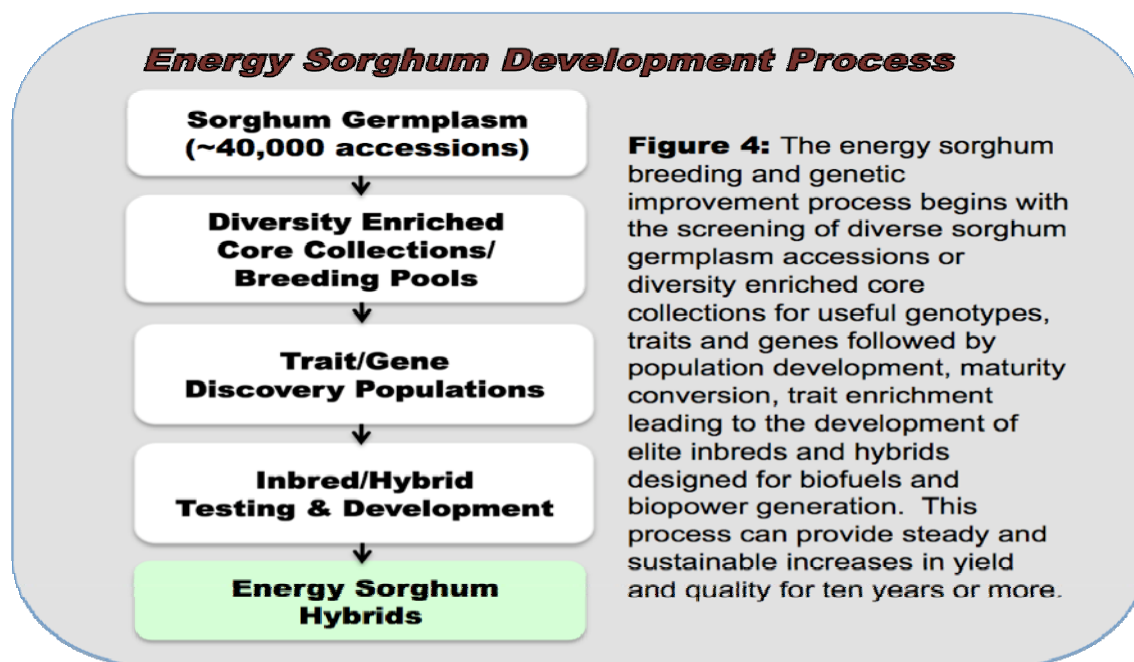 Energy Sorghum Development Process
Sorghum Germplasm
(~40,000 accessions)
Diversity Enriched
Core Collections/
Breeding Pools
Trait/Gene
Discovery Populations
Inbred/Hybrid
Testing & Development
Energy Sorghum
Hybrids
Figure 4: The energy sorghum
breeding and genetic
improvement process begins with
the screening of diverse sorghum
germplasm accessions or
diversity enriched core
collections for useful genotypes,
traits and genes followed by
population development, maturity
conversion, trait enrichment
leading to the development of
elite inbreds and hybrids
designed for biofuels and
biopower generation. This
process can provide steady and
sustainable increases in yield
and quality for ten years or more.